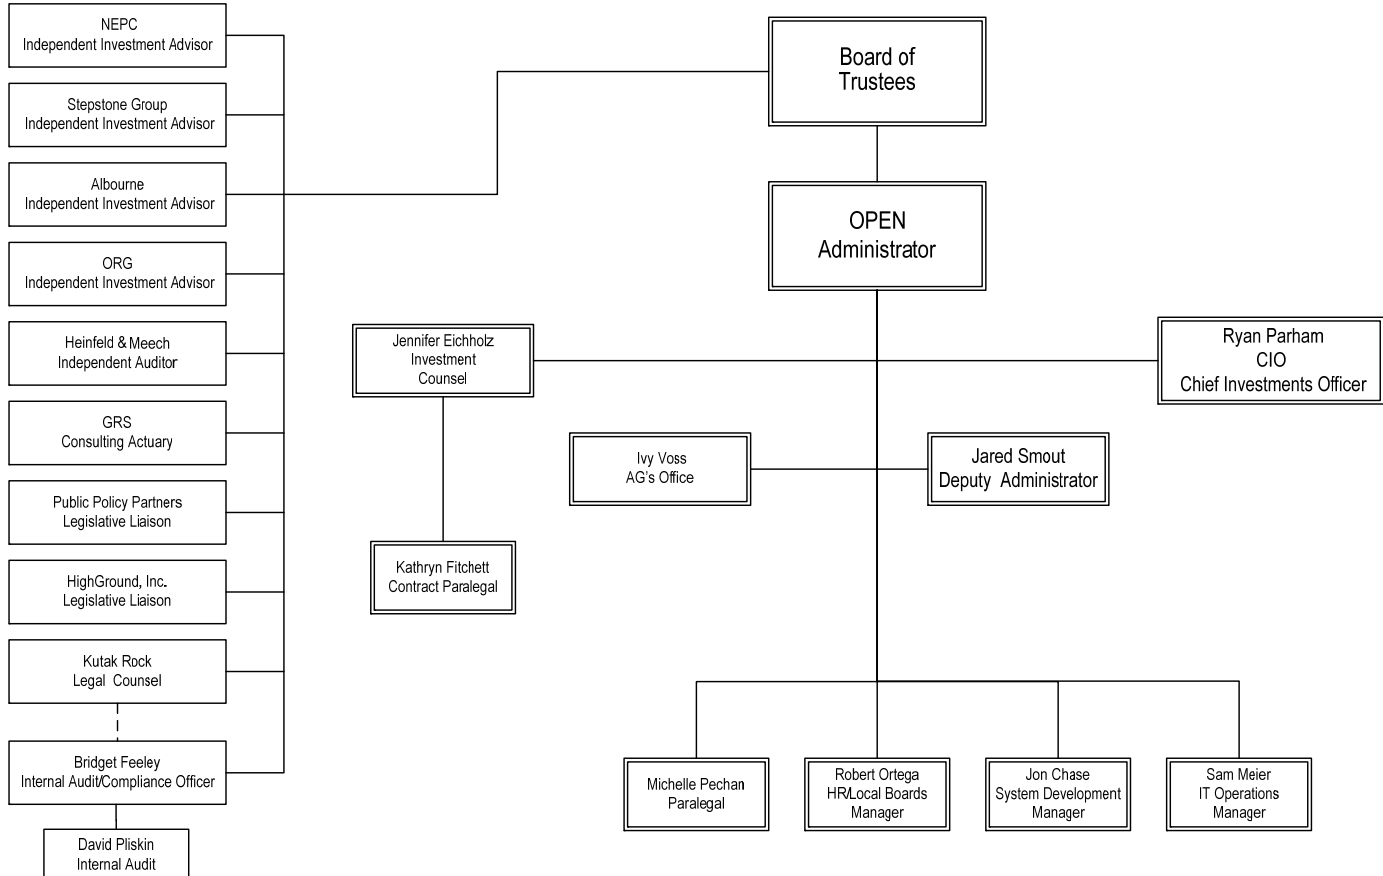 NEPC
Independent Investment Advisor
Stepstone Group
Independent Investment Advisor
Albourne
Independent Investment Advisor
ORG
Independent Investment Advisor
Heinfeld & Meech
Independent Auditor
GRS
Consulting Actuary
Public Policy Partners
Legislative Liaison
HighGround, Inc.
Legislative Liaison
Kutak Rock
Legal Counsel
Bridget Feeley
Internal Audit/Compliance Officer
David Pliskin
Internal Audit
Board of
Trustees
OPEN
Administrator
Jennifer Eichholz
Investment
Counsel
Ryan Parham
CIO
Chief Investments Officer
Ivy Voss
AG's Office
Jared Smout
Deputy Administrator
Kathryn Fitchett
Contract Paralegal
Michelle Pechan
Paralegal
Robert Ortega
HR/Local Boards
Manager
Jon Chase
System Development
Manager
Sam Meier
IT Operations
Manager